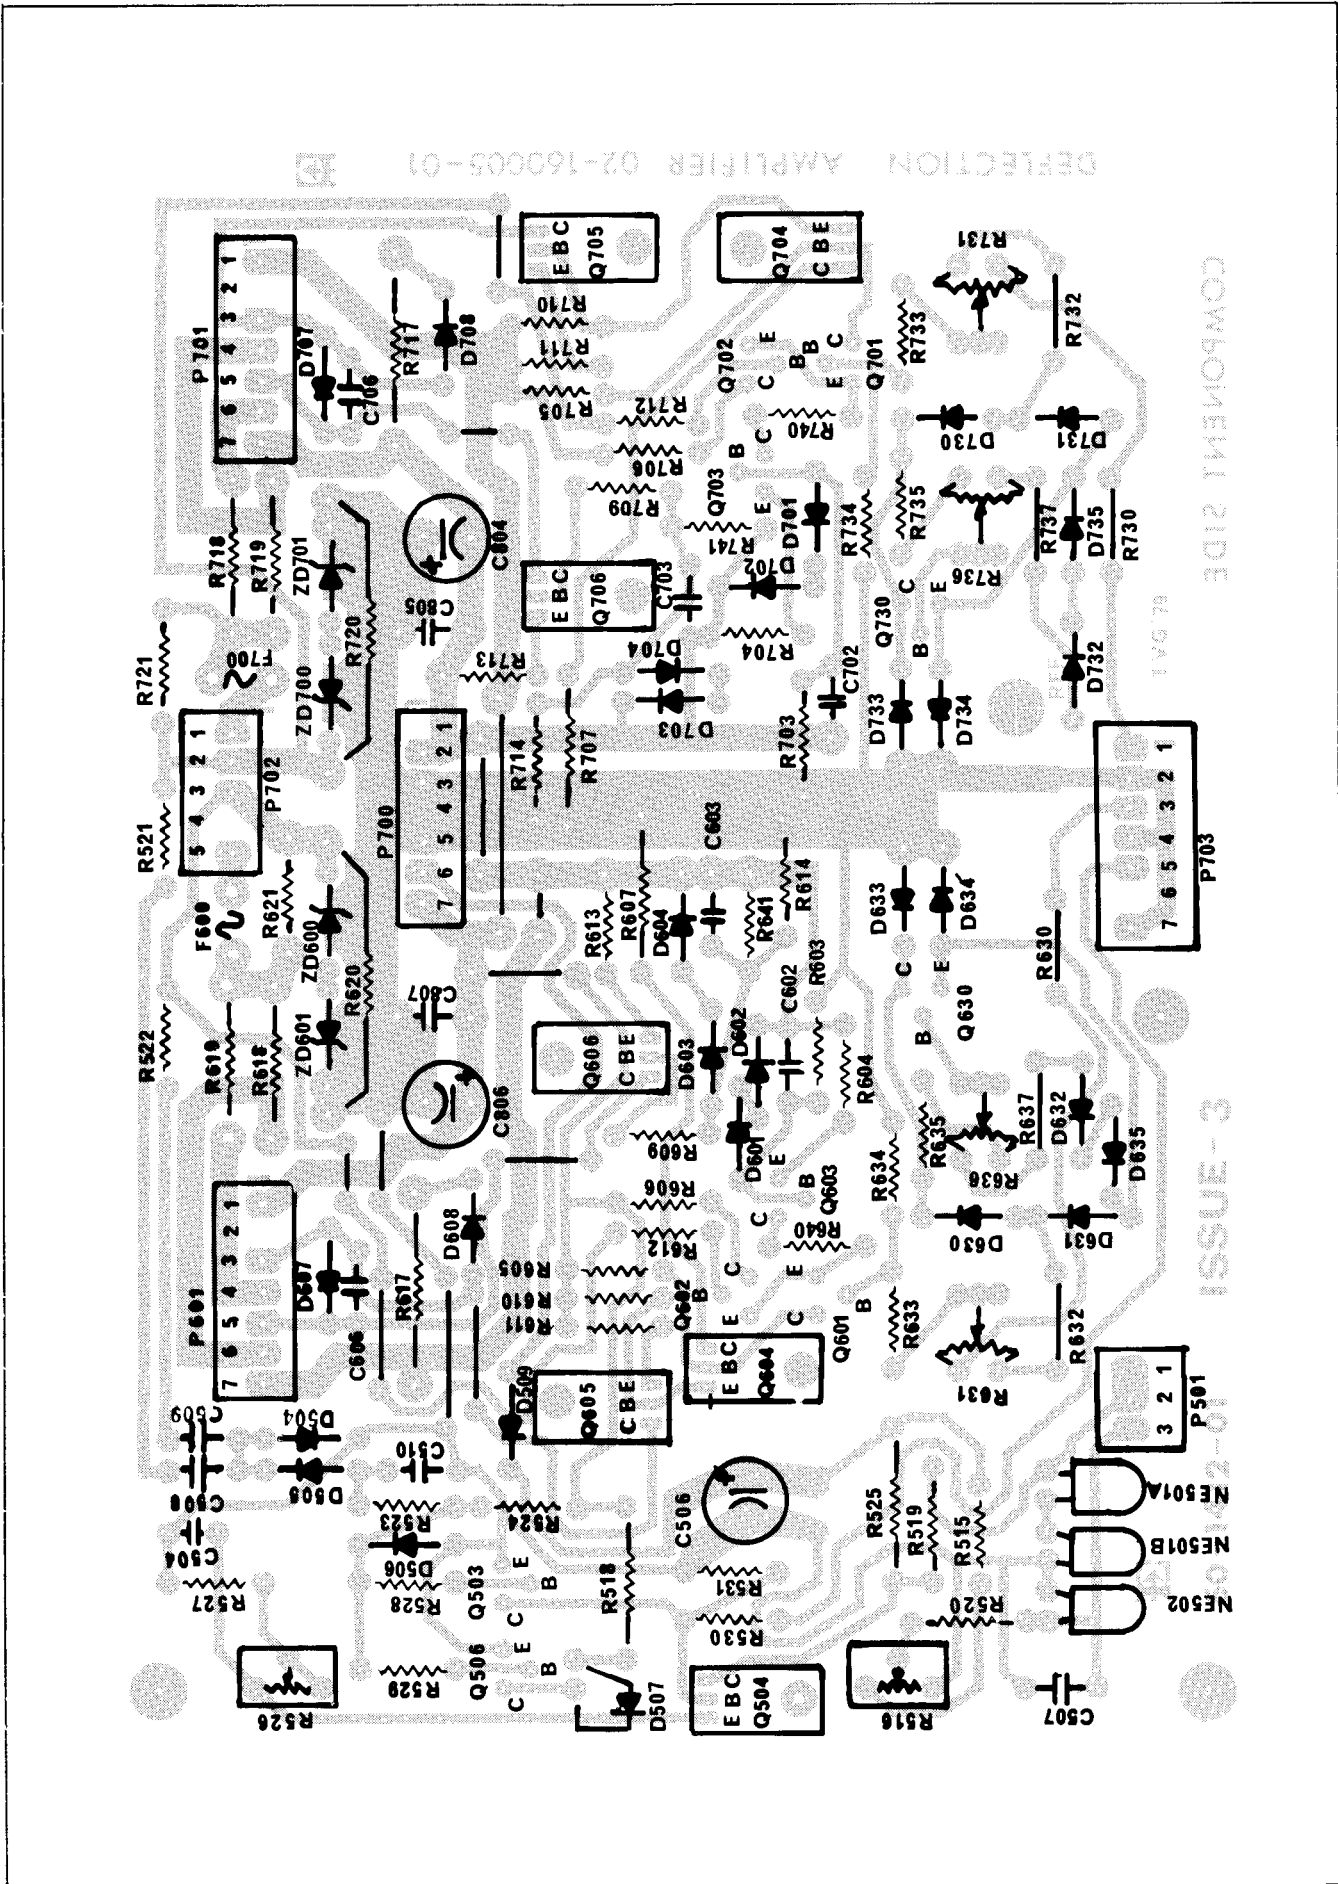 DEFLECTION AMPLIFIER 02-160005-01
COMPONENT SIDE
ISSUE-3
P701
7 6 5 4 3 2 1
D707
C706
R717
D708
E B C
Q705
Q704
C B E
R731
R710
R711
R705
R712
R706
R709
Q702
C E
B
B
E C
Q701
R740
B C
Q703
E
R741
D701
D702
R733
R732
D730
D731
R735
R734
R736
R737
D735
R730
R718
R719
ZD701
R720
C804
C805
E B C
Q706
C703
D704
D703
R704
C702
R703
Q730
C
B
E
D733
D734
D732
R721
F700
ZD700
R713
P702
5 4 3 2 1
P700
7 6 5 4 3 2 1
R714
R707
R521
F600
R621
ZD600
R620
ZD601
R522
R619
R618
C807
C806
R613
R607
D604
C603
R641
R614
C602
R603
R604
D603
D602
D601
Q606
C B E
R609
R606
R612
D633
D634
C
E
B
Q630
R630
P703
7 6 5 4 3 2 1
R635
R634
R636
R637
D632
D635
D630
D631
E
B
C
Q603
R640
P601
7 6 5 4 3 2 1
D607
C606
R617
D608
R605
R610
R611
Q602
B
E
C
E
C
B
Q601
E B C
Q604
Q605
C B E
D509
R633
R631
R632
P501
3 2 1
C509
C508
D504
D505
C510
C504
R527
R523
R524
D506
R528
Q503
C E
B
Q506
C E
B
R529
R526
R518
D507
C506
R531
R530
E B C
Q504
R525
R519
R515
R520
R516
C507
NE501A
NE501B
NE502